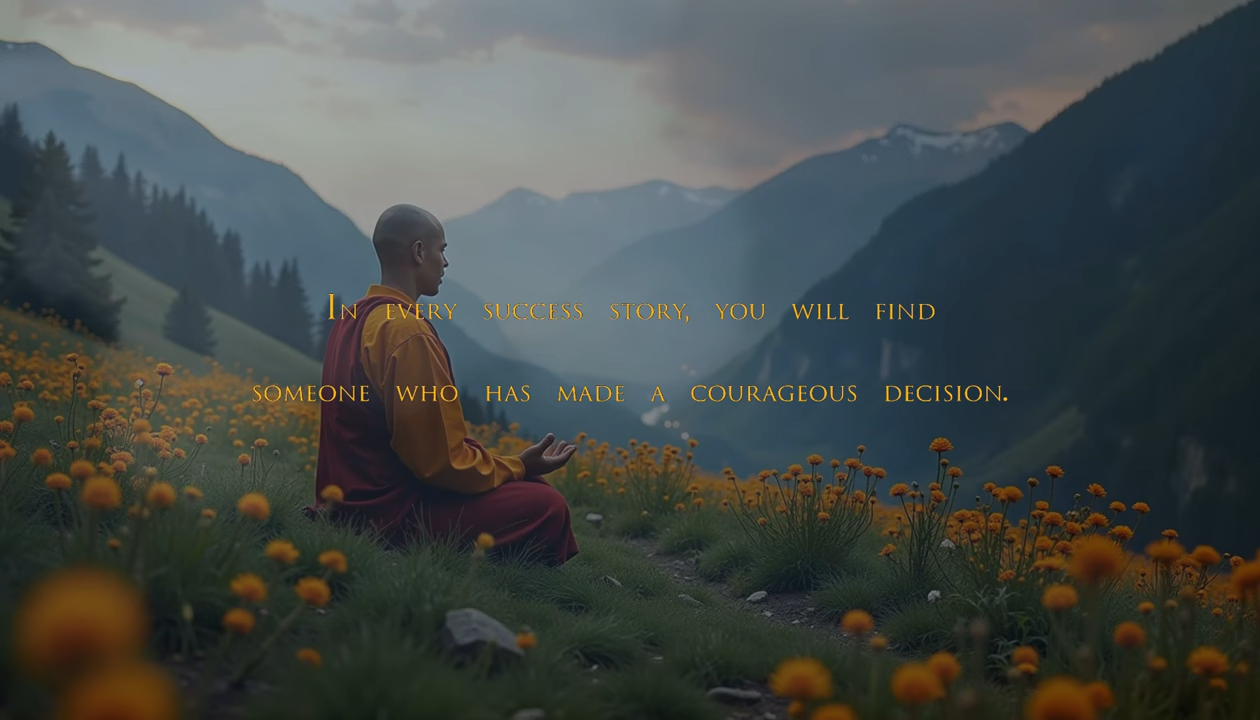 In every success story, you will find
someone who has made a courageous decision.